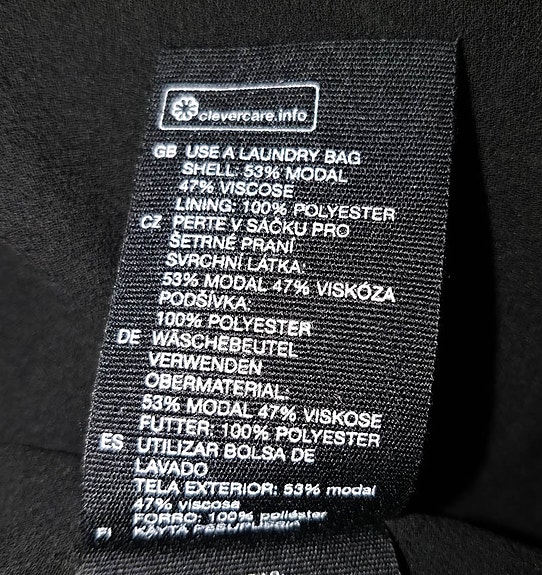 clevercare.info
GB USE A LAUNDRY BAG
SHELL: 53% MODAL
47% VISCOSE
LINING: 100% POLYESTER
CZ PERTE V SÁČKU PRO
ŠETRNÉ PRANÍ
SVRCHNÍ LÁTKA:
53% MODAL 47% VISKÓZA
PODŠÍVKA:
100% POLYESTER
DE WÄSCHEBEUTEL
VERWENDEN
OBERMATERIAL:
53% MODAL 47% VISKOSE
FUTTER: 100% POLYESTER
ES UTILIZAR BOLSA DE
LAVADO
TELA EXTERIOR: 53% modal
47% viscosa
FORRO: 100% poliéster
FI KÄYTÄ PESUPUSSIA